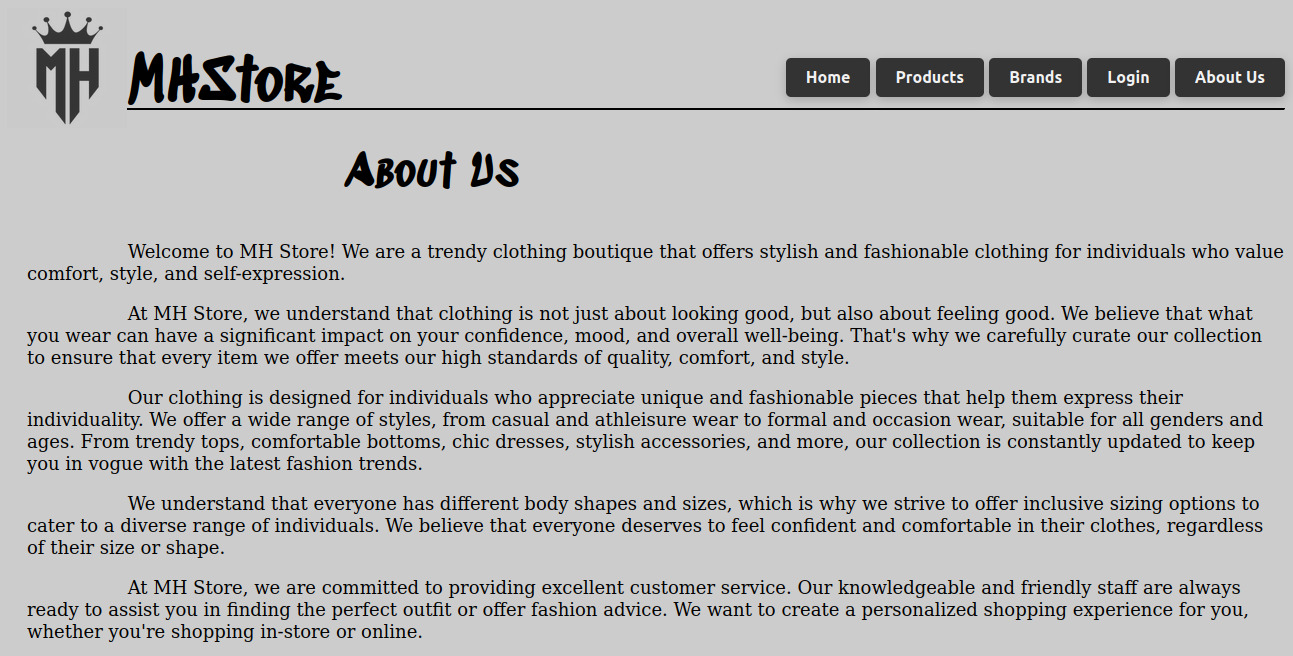 MH
MHStore
Home Products Brands Login About Us
About Us
Welcome to MH Store! We are a trendy clothing boutique that offers stylish and fashionable clothing for individuals who value
comfort, style, and self-expression.
At MH Store, we understand that clothing is not just about looking good, but also about feeling good. We believe that what
you wear can have a significant impact on your confidence, mood, and overall well-being. That's why we carefully curate our collection
to ensure that every item we offer meets our high standards of quality, comfort, and style.
Our clothing is designed for individuals who appreciate unique and fashionable pieces that help them express their
individuality. We offer a wide range of styles, from casual and athleisure wear to formal and occasion wear, suitable for all genders and
ages. From trendy tops, comfortable bottoms, chic dresses, stylish accessories, and more, our collection is constantly updated to keep
you in vogue with the latest fashion trends.
We understand that everyone has different body shapes and sizes, which is why we strive to offer inclusive sizing options to
cater to a diverse range of individuals. We believe that everyone deserves to feel confident and comfortable in their clothes, regardless
of their size or shape.
At MH Store, we are committed to providing excellent customer service. Our knowledgeable and friendly staff are always
ready to assist you in finding the perfect outfit or offer fashion advice. We want to create a personalized shopping experience for you,
whether you're shopping in-store or online.